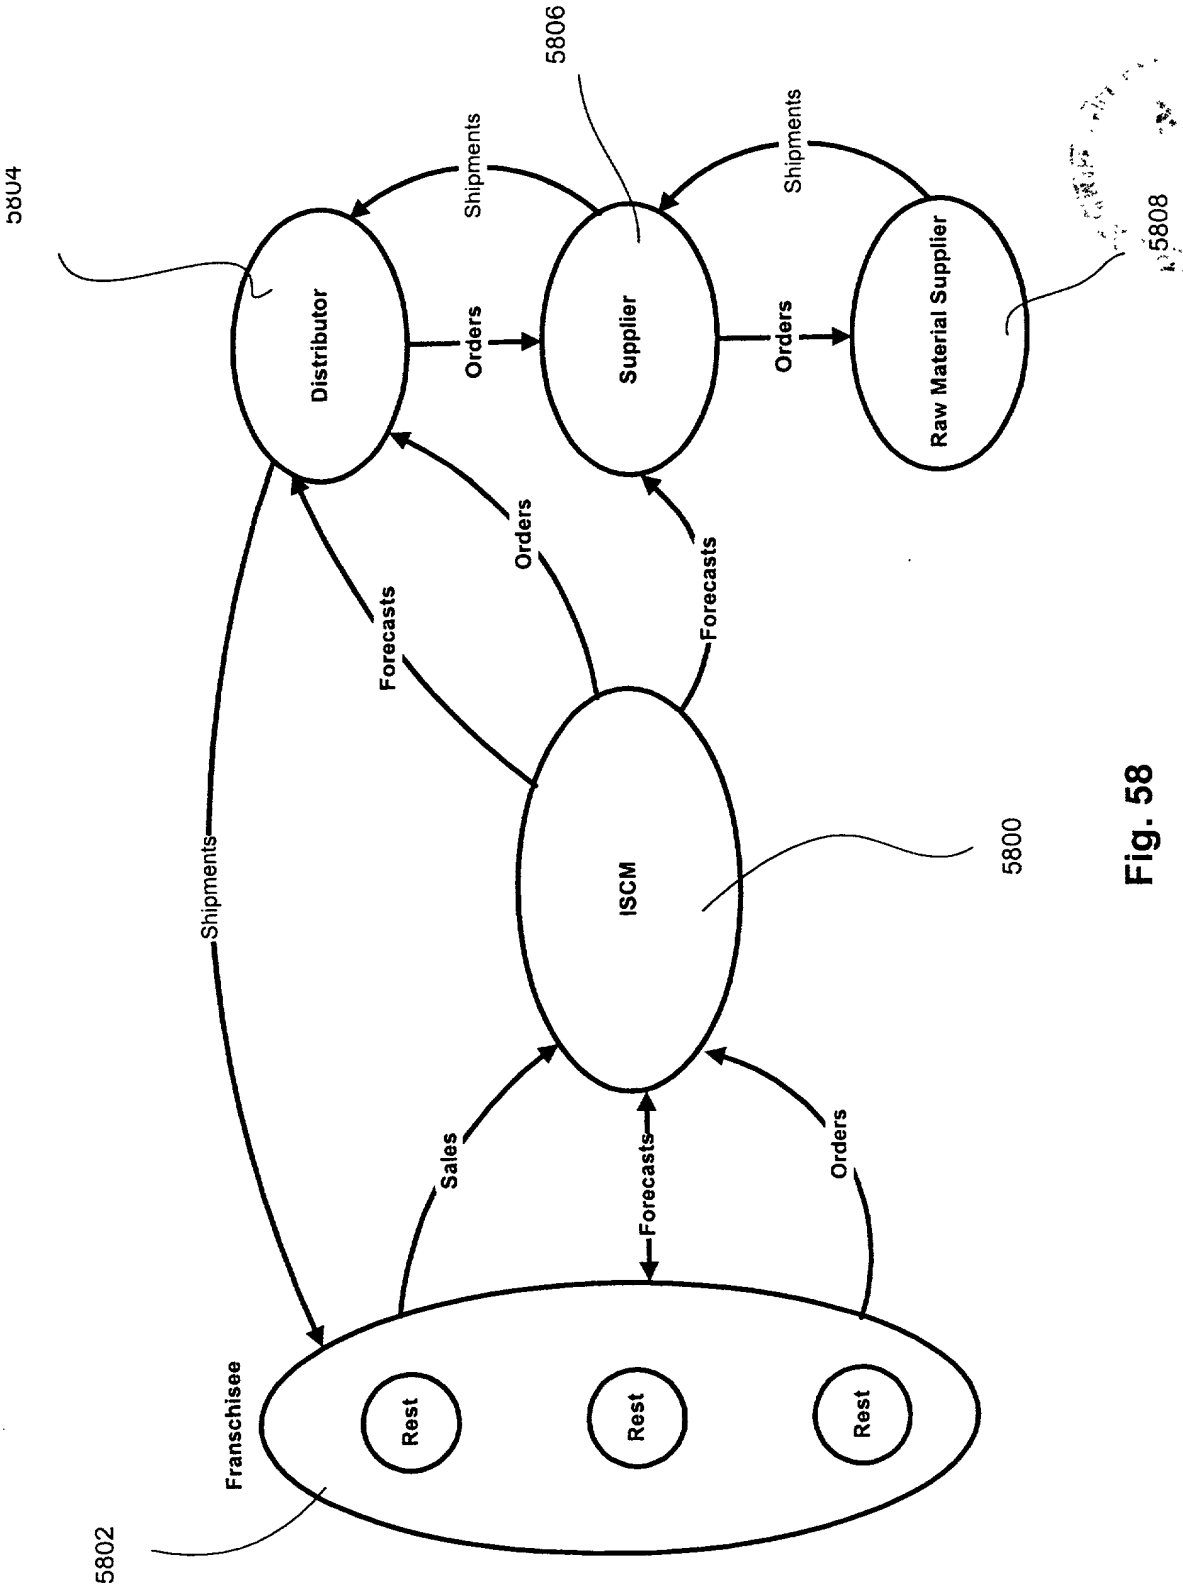 5802
Franschisee
Rest
Rest
Rest
Shipments
Sales
Forecasts
Orders
ISCM
5800
Forecasts
Orders
Forecasts
5804
Distributor
Shipments
Orders
5806
Supplier
Shipments
Orders
Raw Material Supplier
5808
Fig. 58